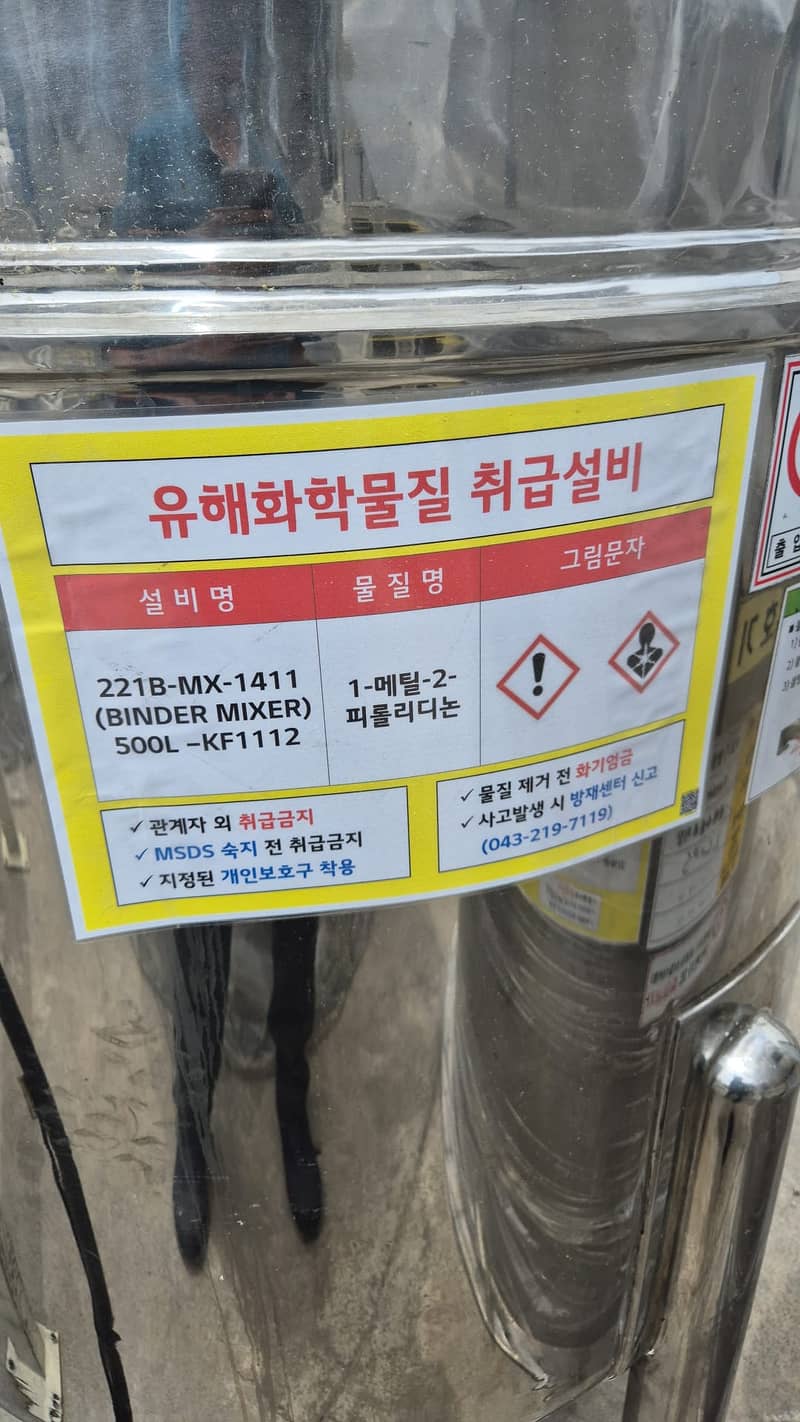 유해화학물질 취급설비
설비명 물질명 그림문자
221B-MX-1411
(BINDER MIXER)
500L –KF1112
1-메틸-2-
피롤리디논
✓ 관계자 외 취급금지
✓ MSDS 숙지 전 취급금지
✓ 지정된 개인보호구 착용
✓ 물질 제거 전 화기엄금
✓ 사고발생 시 방재센터 신고
(043-219-7119)
출입